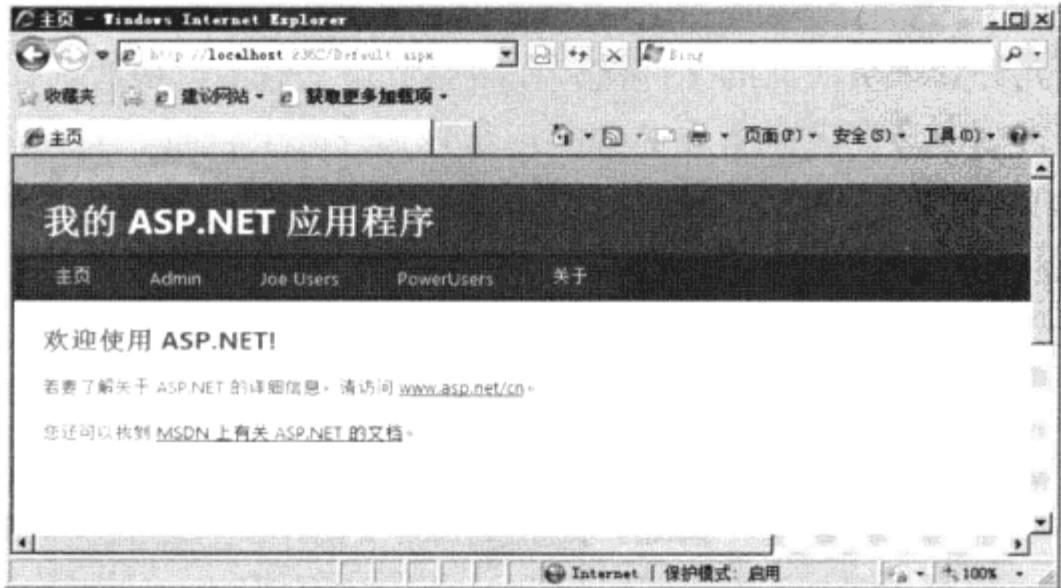 主页 - Windows Internet Explorer
http://localhost:2362/Default.aspx
Bing
收藏夹 建议网站 获取更多加载项
主页 页面(P) 安全(S) 工具(O)
我的 ASP.NET 应用程序
主页 Admin Joe Users PowerUsers 关于
欢迎使用 ASP.NET!
若要了解关于 ASP.NET 的详细信息，请访问 www.asp.net/cn。
您还可以找到 MSDN 上有关 ASP.NET 的文档。
Internet | 保护模式: 启用 100%